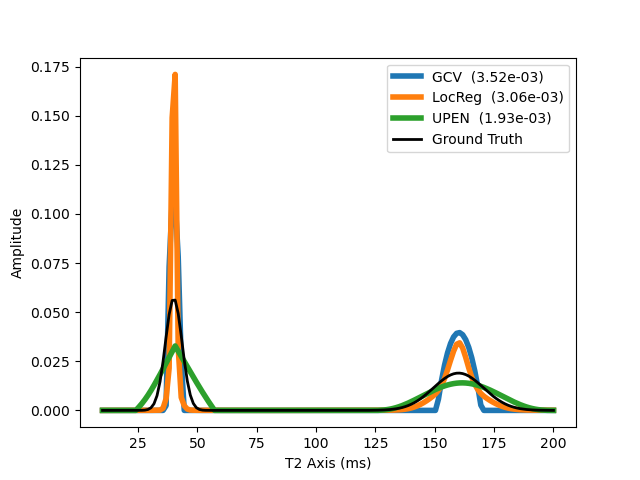 GCV (3.52e-03)
LocReg (3.06e-03)
UPEN (1.93e-03)
Ground Truth
Amplitude
0.175
0.150
0.125
0.100
0.075
0.050
0.025
0.000
25 50 75 100 125 150 175 200
T2 Axis (ms)